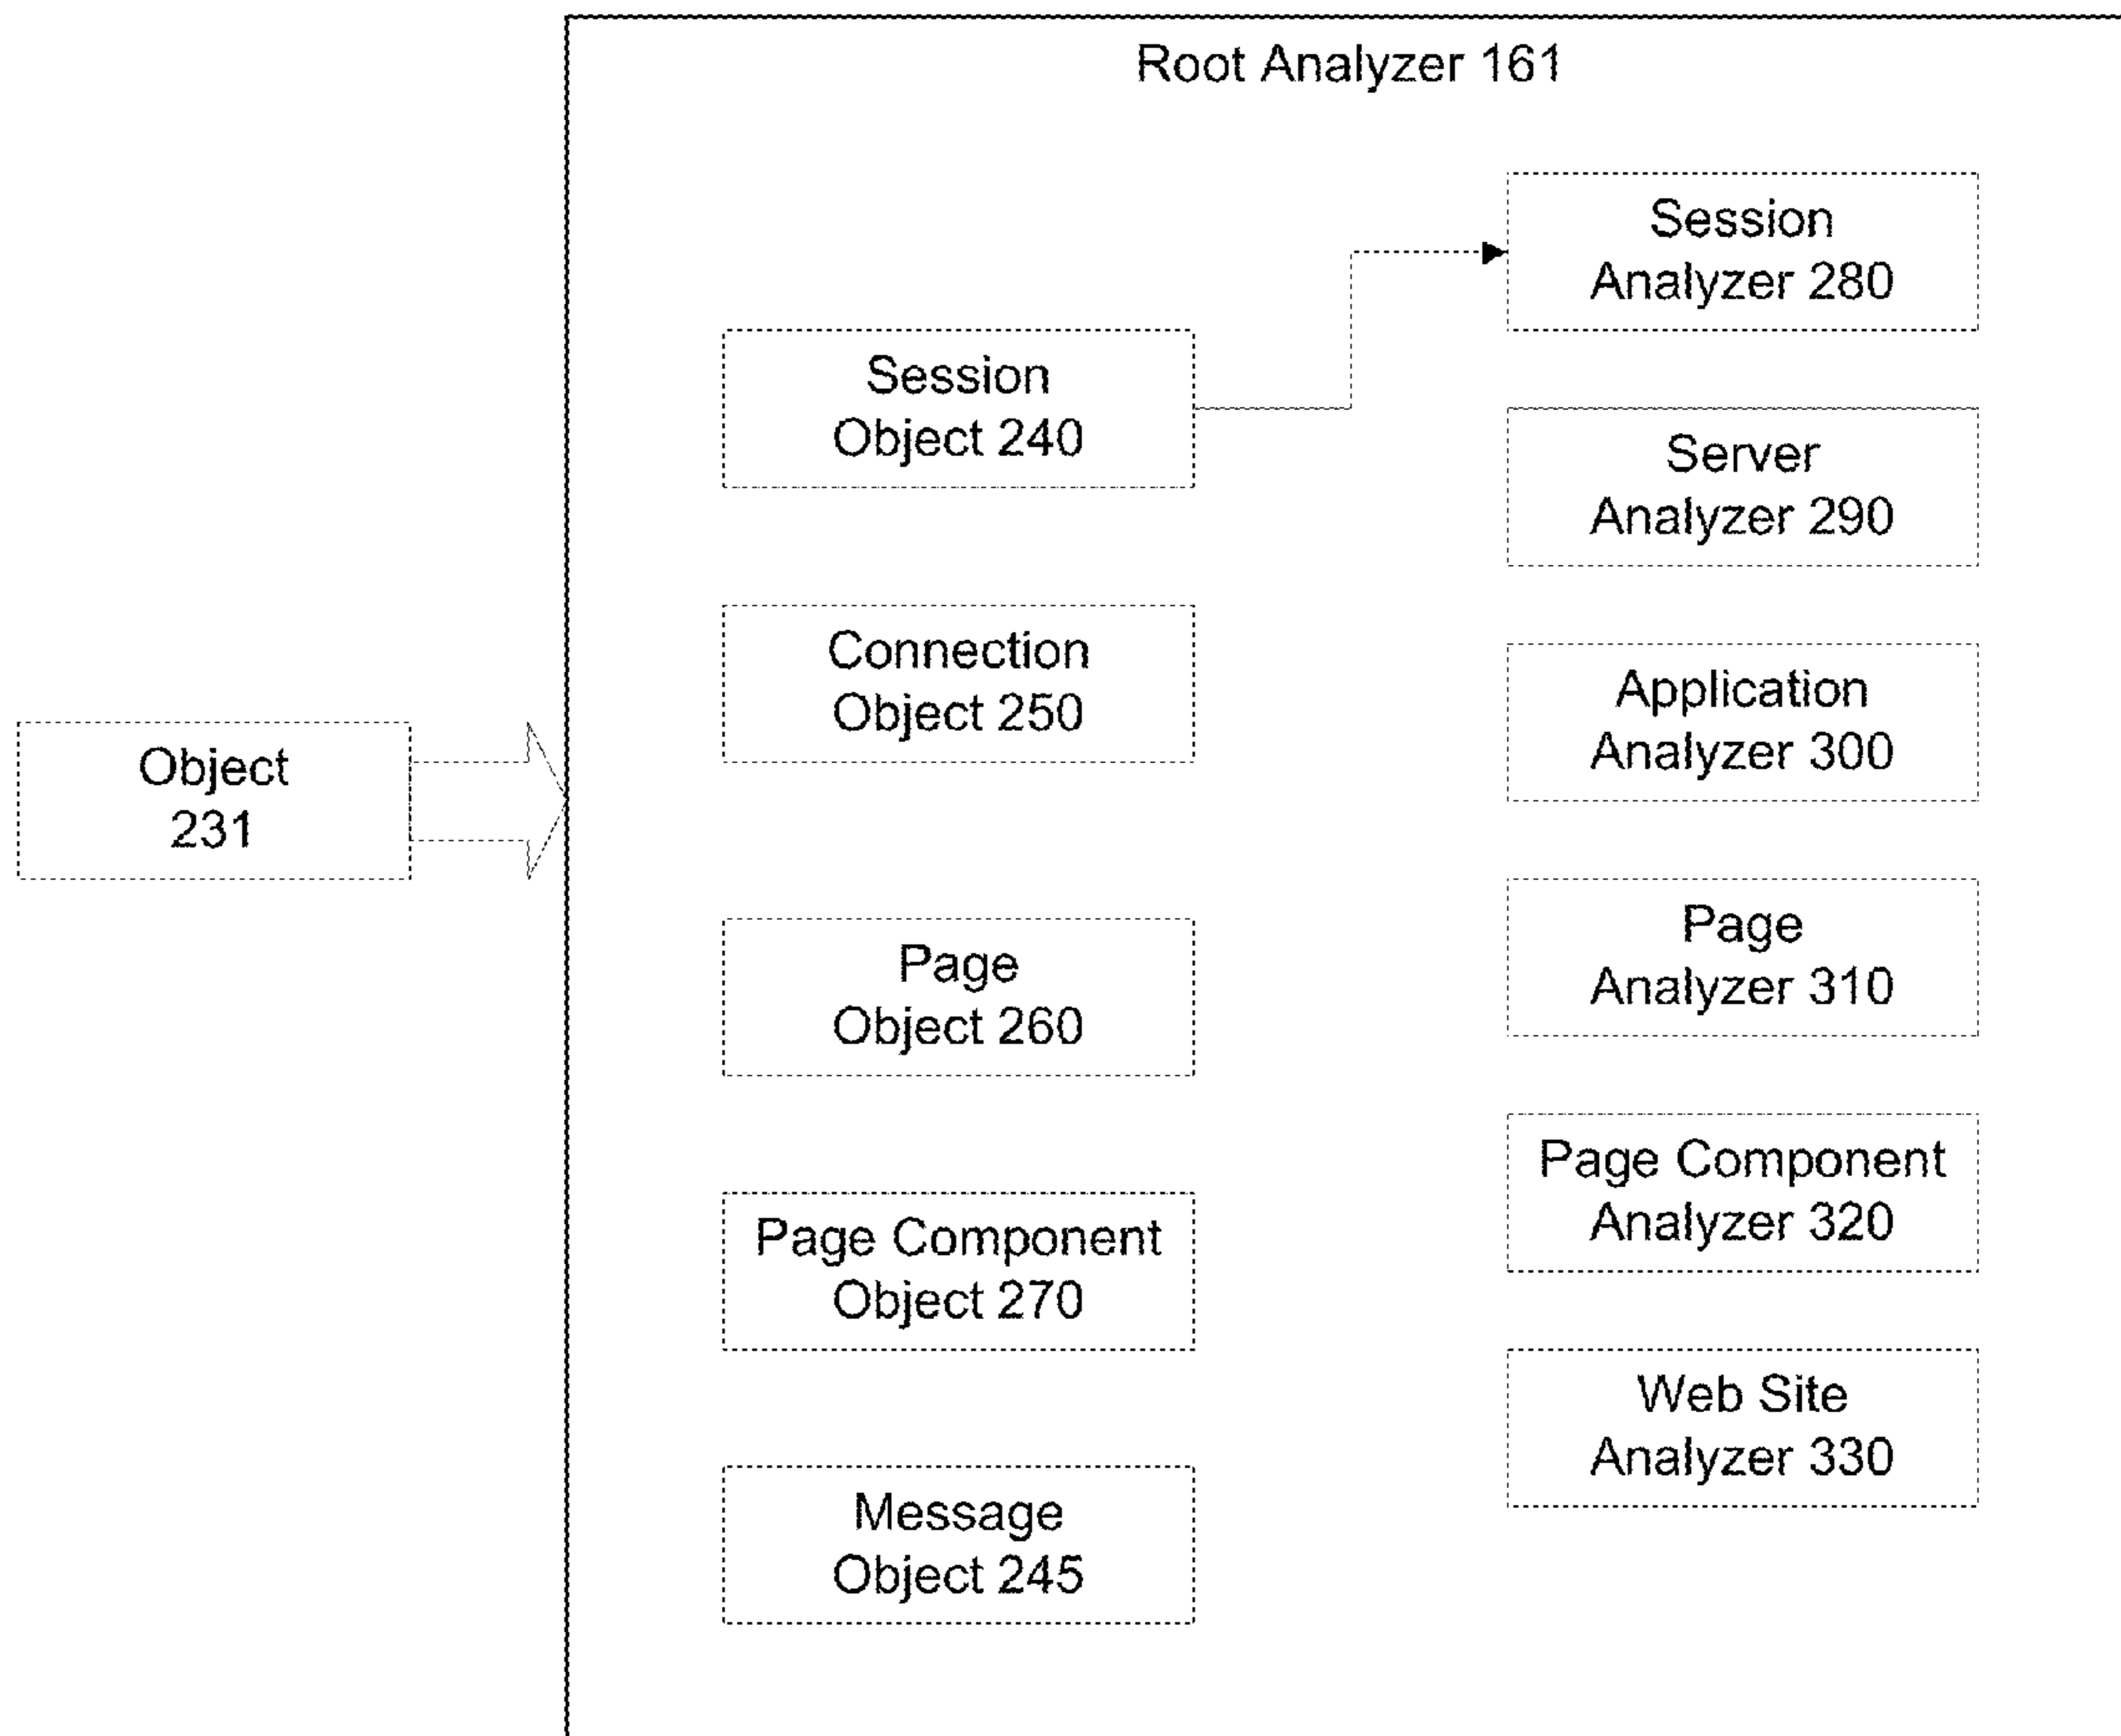 Root Analyzer 161
Object
231
Session
Object 240
Connection
Object 250
Page
Object 260
Page Component
Object 270
Message
Object 245
Session
Analyzer 280
Server
Analyzer 290
Application
Analyzer 300
Page
Analyzer 310
Page Component
Analyzer 320
Web Site
Analyzer 330